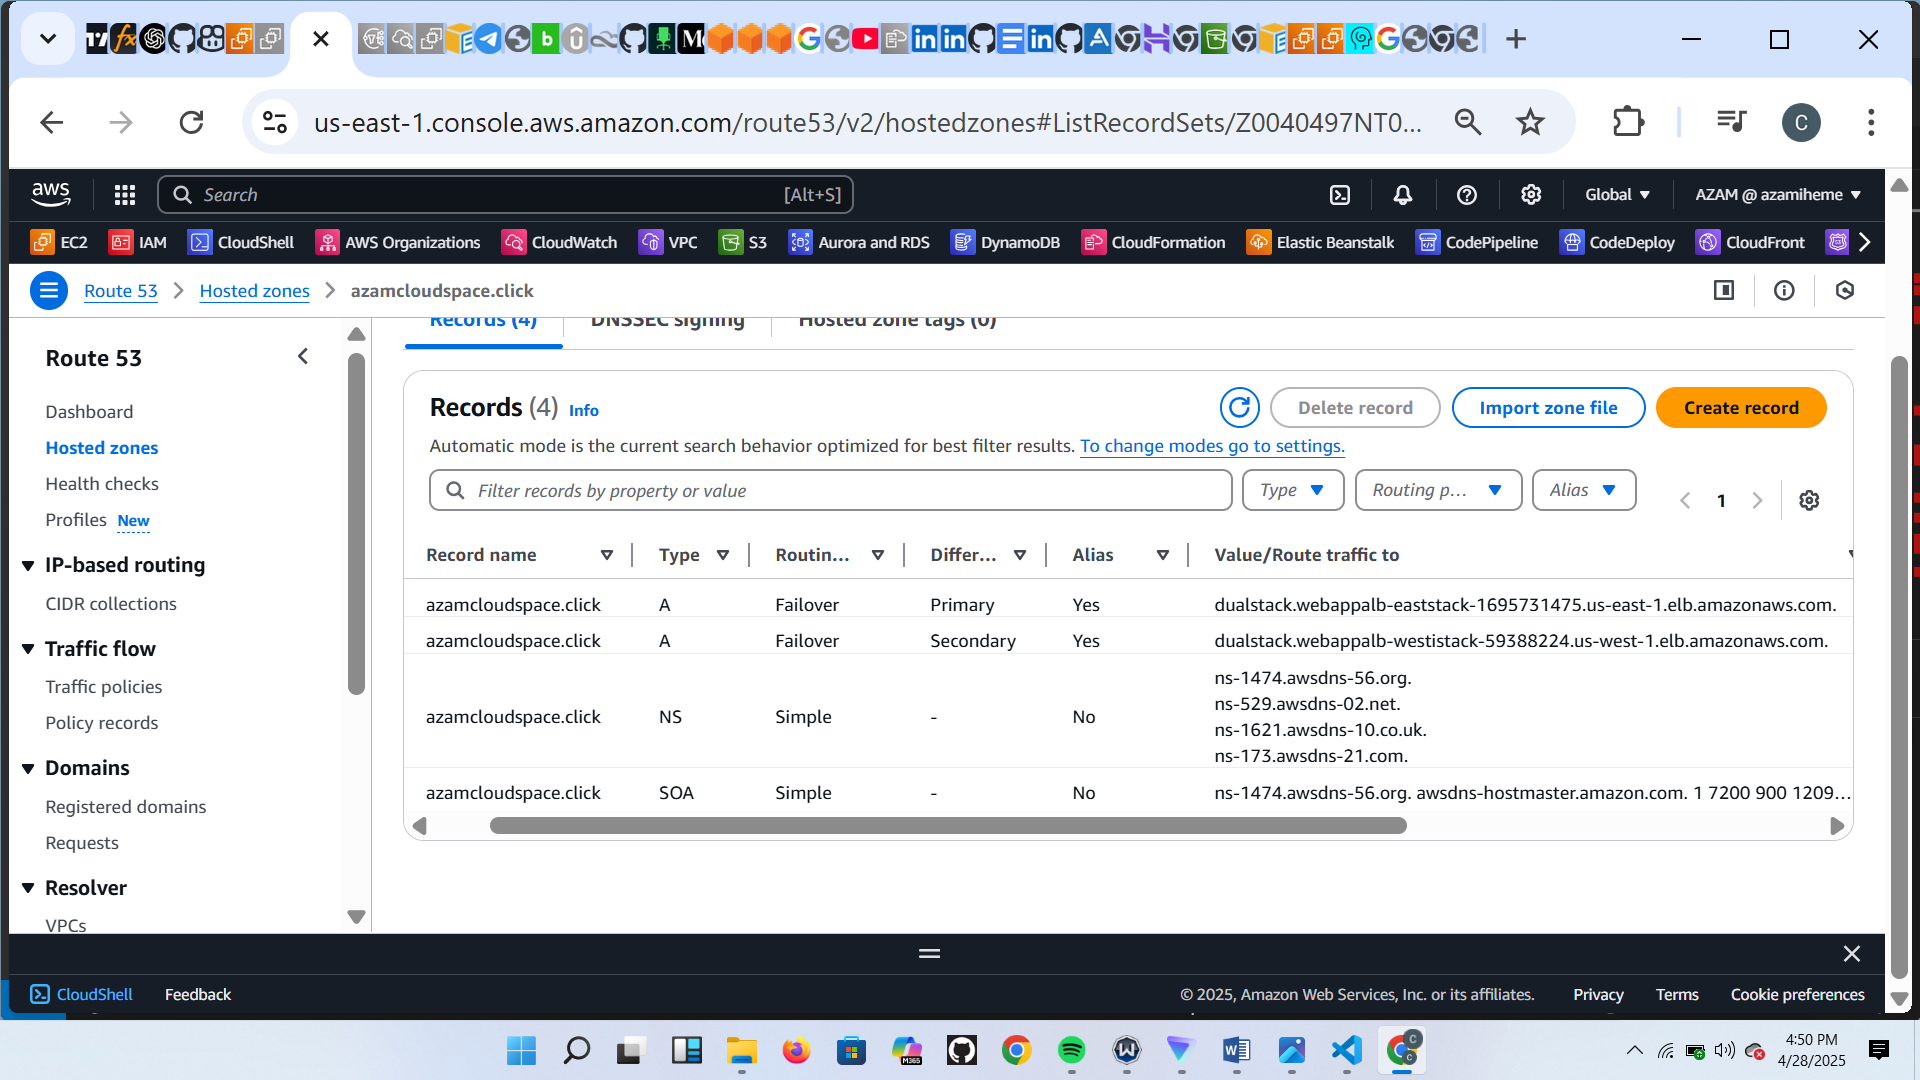 us-east-1.console.aws.amazon.com/route53/v2/hostedzones#ListRecordSets/Z0040497NT0...
C
aws
Search
[Alt+S]
Global
AZAM @ azamiheme
EC2
IAM
CloudShell
AWS Organizations
CloudWatch
VPC
S3
Aurora and RDS
DynamoDB
CloudFormation
Elastic Beanstalk
CodePipeline
CodeDeploy
CloudFront
Route 53
Hosted zones
azamcloudspace.click
Route 53
Dashboard
Hosted zones
Health checks
Profiles New
IP-based routing
CIDR collections
Traffic flow
Traffic policies
Policy records
Domains
Registered domains
Requests
Resolver
VPCs
Records (4)
DNSSEC signing
Hosted zone tags (0)
Records (4) Info
Delete record
Import zone file
Create record
Automatic mode is the current search behavior optimized for best filter results. To change modes go to settings.
Filter records by property or value
Type
Routing p...
Alias
1
Record name Type Routin... Differ... Alias Value/Route traffic to
azamcloudspace.click A Failover Primary Yes dualstack.webappalb-eaststack-1695731475.us-east-1.elb.amazonaws.com.
azamcloudspace.click A Failover Secondary Yes dualstack.webappalb-westistack-59388224.us-west-1.elb.amazonaws.com.
ns-1474.awsdns-56.org.
ns-529.awsdns-02.net.
azamcloudspace.click NS Simple - No
ns-1621.awsdns-10.co.uk.
ns-173.awsdns-21.com.
azamcloudspace.click SOA Simple - No ns-1474.awsdns-56.org. awsdns-hostmaster.amazon.com. 1 7200 900 1209...
CloudShell
Feedback
© 2025, Amazon Web Services, Inc. or its affiliates.
Privacy
Terms
Cookie preferences
4:50 PM
4/28/2025